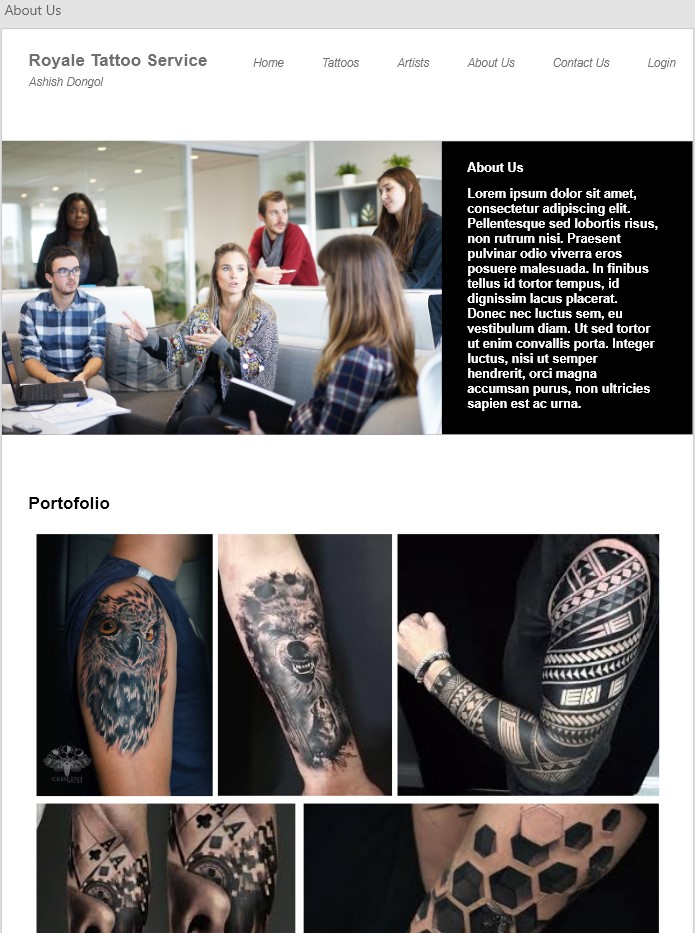 About Us
Royale Tattoo Service
Ashish Dongol
Home Tattoos Artists About Us Contact Us Login
About Us
Lorem ipsum dolor sit amet,
consectetur adipiscing elit.
Pellentesque sed lobortis risus,
non rutrum nisi. Praesent
pulvinar odio viverra eros
posuere malesuada. In finibus
tellus id tortor tempus, id
dignissim lacus placerat.
Donec nec luctus sem, eu
vestibulum diam. Ut sed tortor
ut enim convallis porta. Integer
luctus, nisi ut semper
hendrerit, orci magna
accumsan purus, non ultricies
sapien est ac urna.
Portofolio
A
A